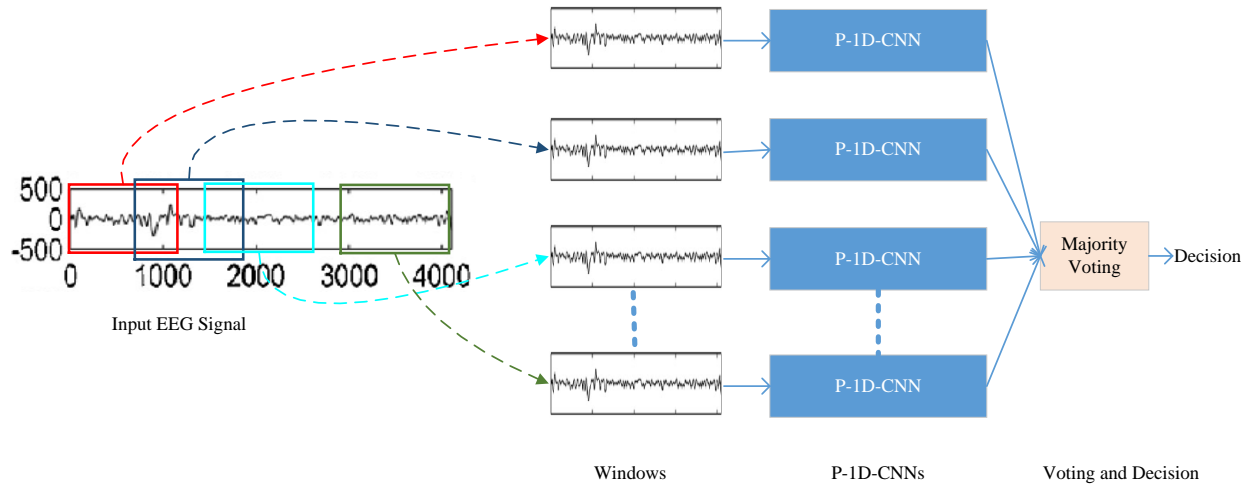 P-1D-CNN
P-1D-CNN
500
0
-500
0 1000 2000 3000 4000
Input EEG Signal
P-1D-CNN
Majority
Voting
Decision
P-1D-CNN
Windows
P-1D-CNNs
Voting and Decision